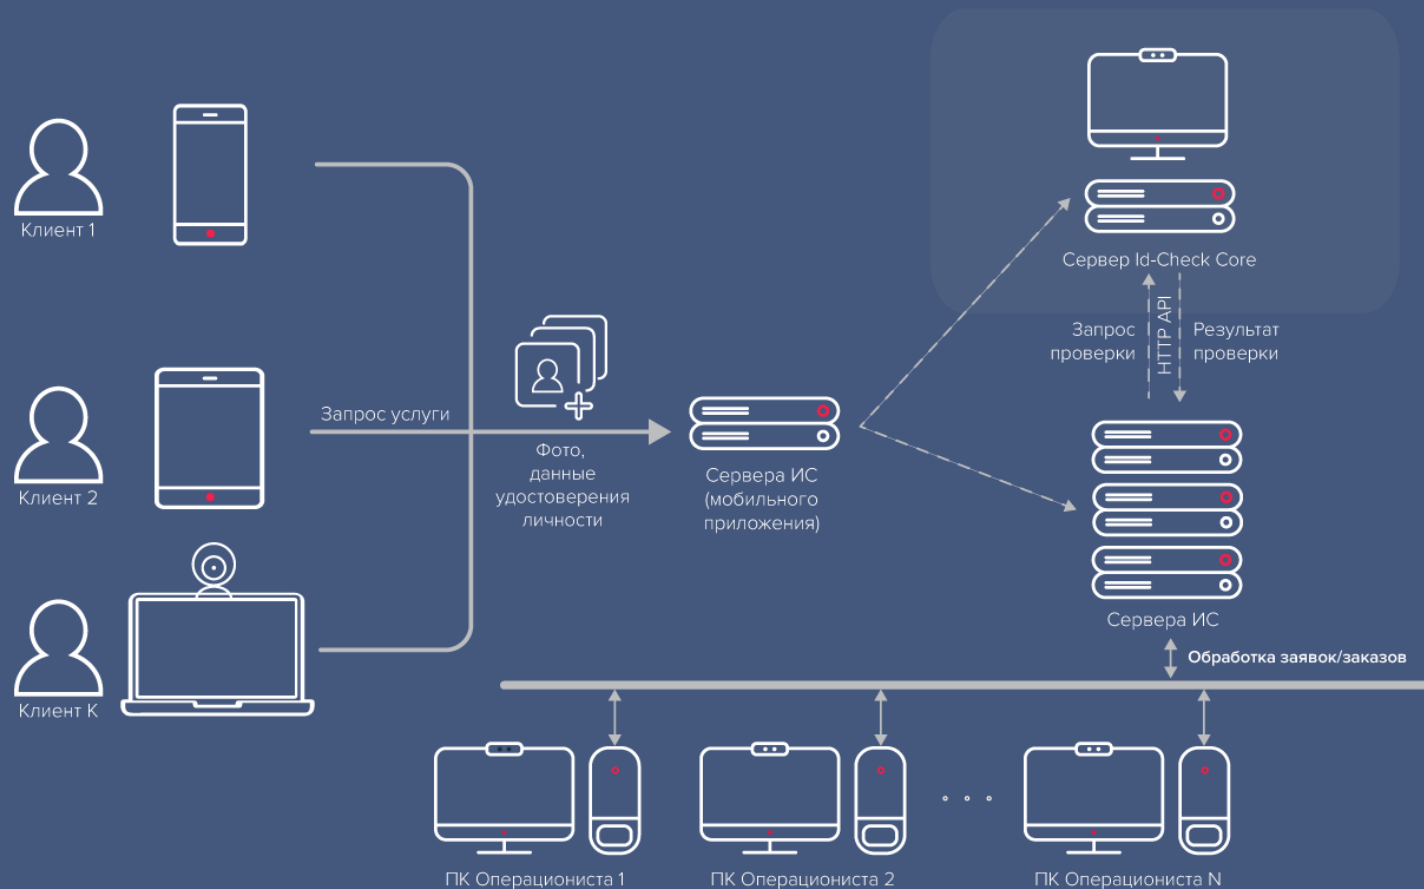 Клиент 1
Клиент 2
Клиент К
Запрос услуги
Фото,
данные
удостоверения
личности
Сервера ИС
(мобильного
приложения)
Сервер Id-Check Core
Запрос
проверки
HTTP API
Результат
проверки
Сервера ИС
Обработка заявок/заказов
ПК Операциониста 1
ПК Операциониста 2
ПК Операциониста N